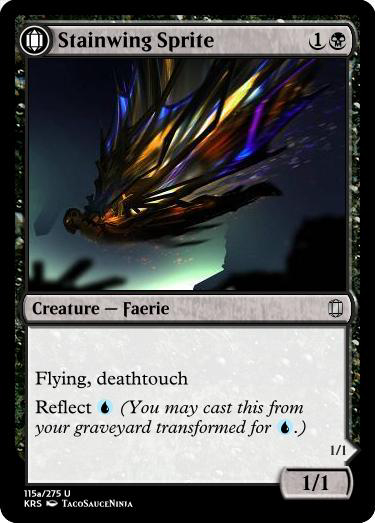 Stainwing Sprite 1
Creature — Faerie
Flying, deathtouch
Reflect (You may cast this from
your graveyard transformed for .)
1/1
1/1
115a/275 U
KRS TacoSauceNinja